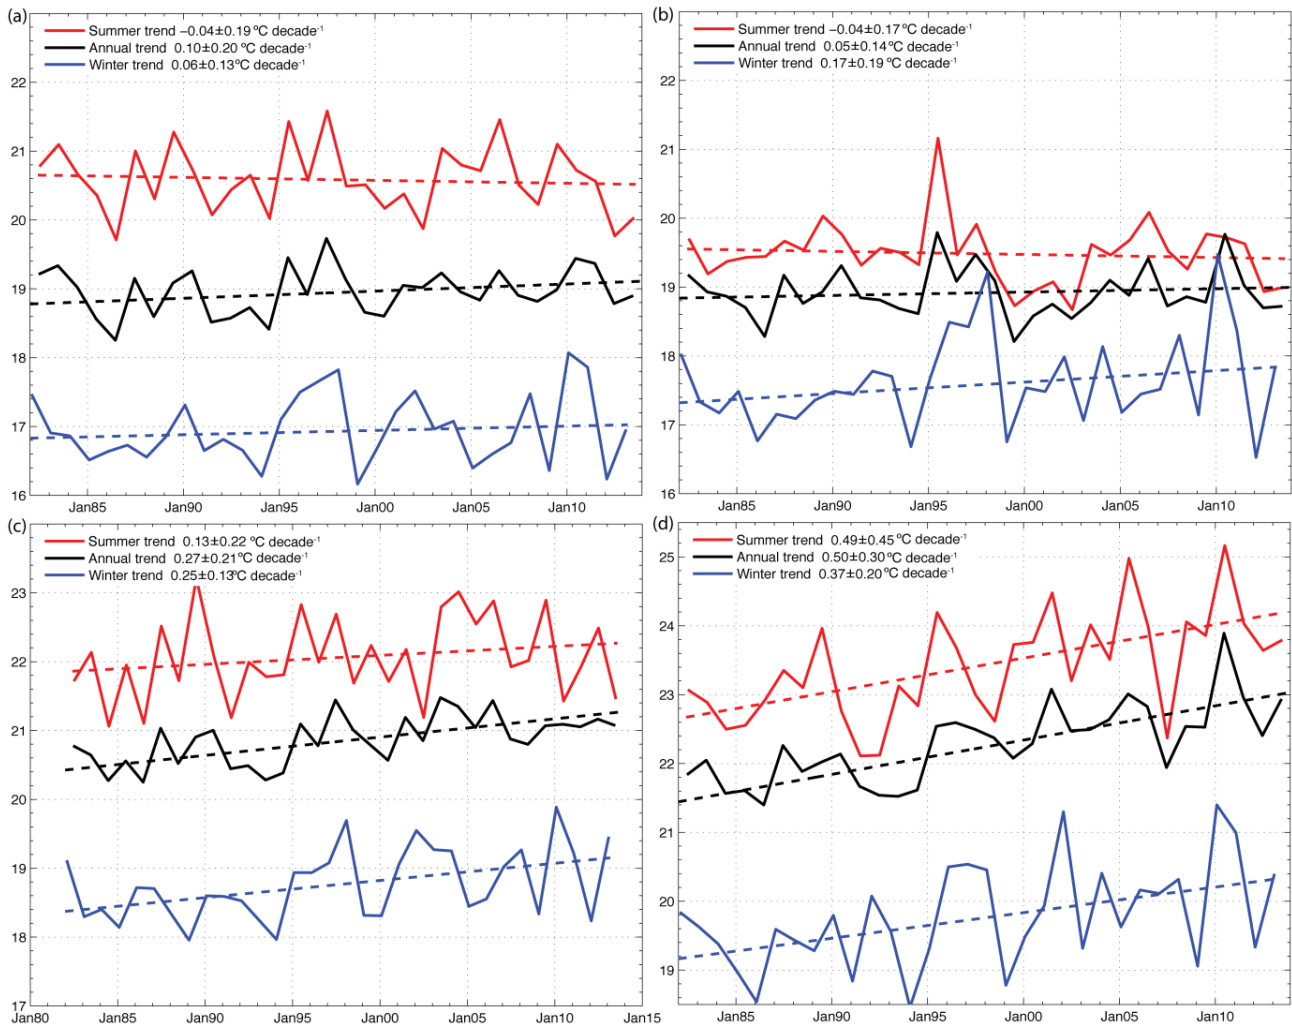 (a)
Summer trend −0.04±0.19 ºC decade⁻¹
Annual trend 0.10±0.20 ºC decade⁻¹
Winter trend 0.06±0.13ºC decade⁻¹
22
21
20
19
18
17
16
Jan85 Jan90 Jan95 Jan00 Jan05 Jan10
(b)
Summer trend −0.04±0.17ºC decade⁻¹
Annual trend 0.05±0.14ºC decade⁻¹
Winter trend 0.17±0.19 ºC decade⁻¹
22
21
20
19
18
17
16
Jan85 Jan90 Jan95 Jan00 Jan05 Jan10
(c)
Summer trend 0.13±0.22 ºC decade⁻¹
Annual trend 0.27±0.21ºC decade⁻¹
Winter trend 0.25±0.13ºC decade⁻¹
23
22
21
20
19
18
17
Jan80 Jan85 Jan90 Jan95 Jan00 Jan05 Jan10 Jan15
(d)
Summer trend 0.49±0.45 ºC decade⁻¹
Annual trend 0.50±0.30ºC decade⁻¹
Winter trend 0.37±0.20ºC decade⁻¹
25
24
23
22
21
20
19
Jan85 Jan90 Jan95 Jan00 Jan05 Jan10